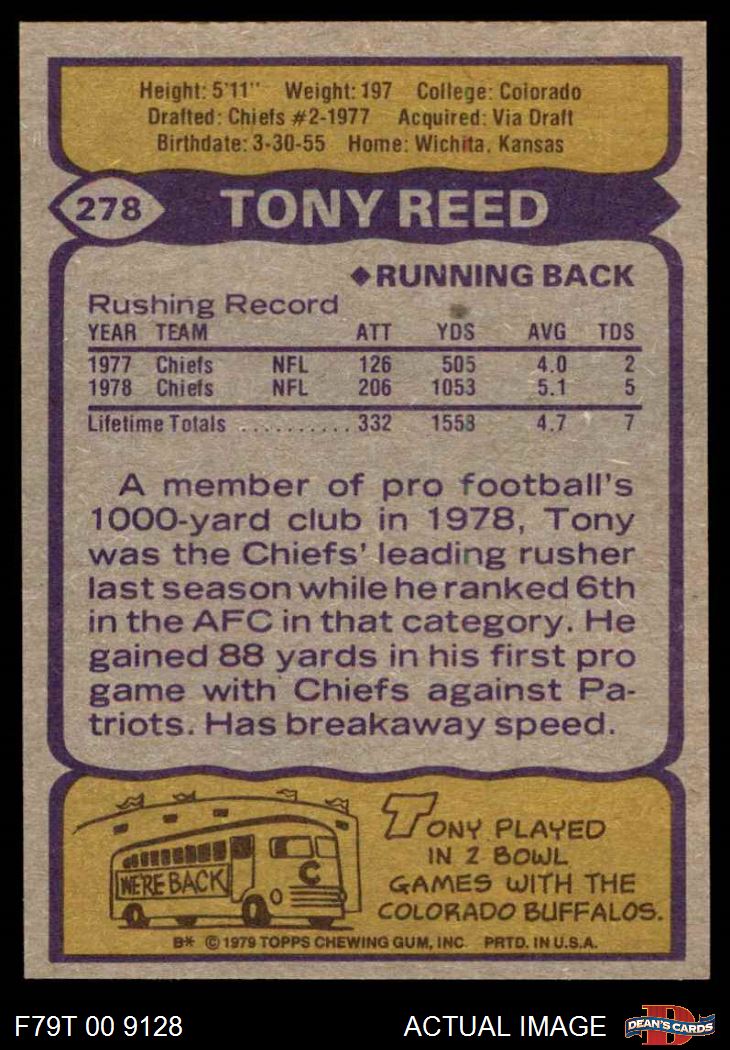 Height: 5'11" Weight: 197 College: Colorado
Drafted: Chiefs #2-1977 Acquired: Via Draft
Birthdate: 3-30-55 Home: Wichita, Kansas
278 TONY REED
◆RUNNING BACK
Rushing Record
YEAR TEAM ATT YDS AVG TDS
1977 Chiefs NFL 126 505 4.0 2
1978 Chiefs NFL 206 1053 5.1 5
Lifetime Totals .......... 332 1558 4.7 7
A member of pro football's
1000-yard club in 1978, Tony
was the Chiefs' leading rusher
last season while he ranked 6th
in the AFC in that category. He
gained 88 yards in his first pro
game with Chiefs against Pa-
triots. Has breakaway speed.
WE'RE BACK
C
TONY PLAYED
IN 2 BOWL
GAMES WITH THE
COLORADO BUFFALOS.
B* © 1979 TOPPS CHEWING GUM, INC. PRTD. IN U.S.A.
F79T 00 9128 ACTUAL IMAGE
D
DEAN'S CARDS